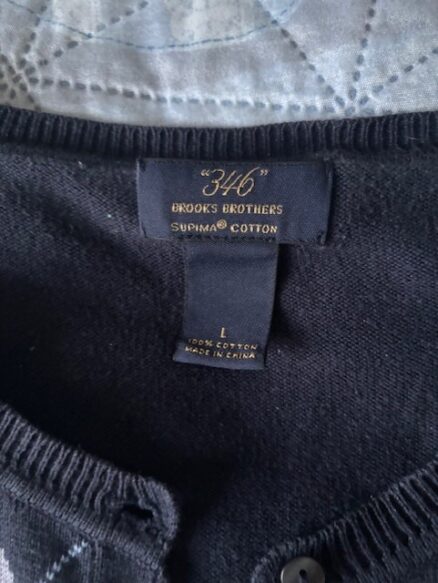 "346"
BROOKS BROTHERS
SUPIMA® COTTON
L
100% COTTON
MADE IN CHINA